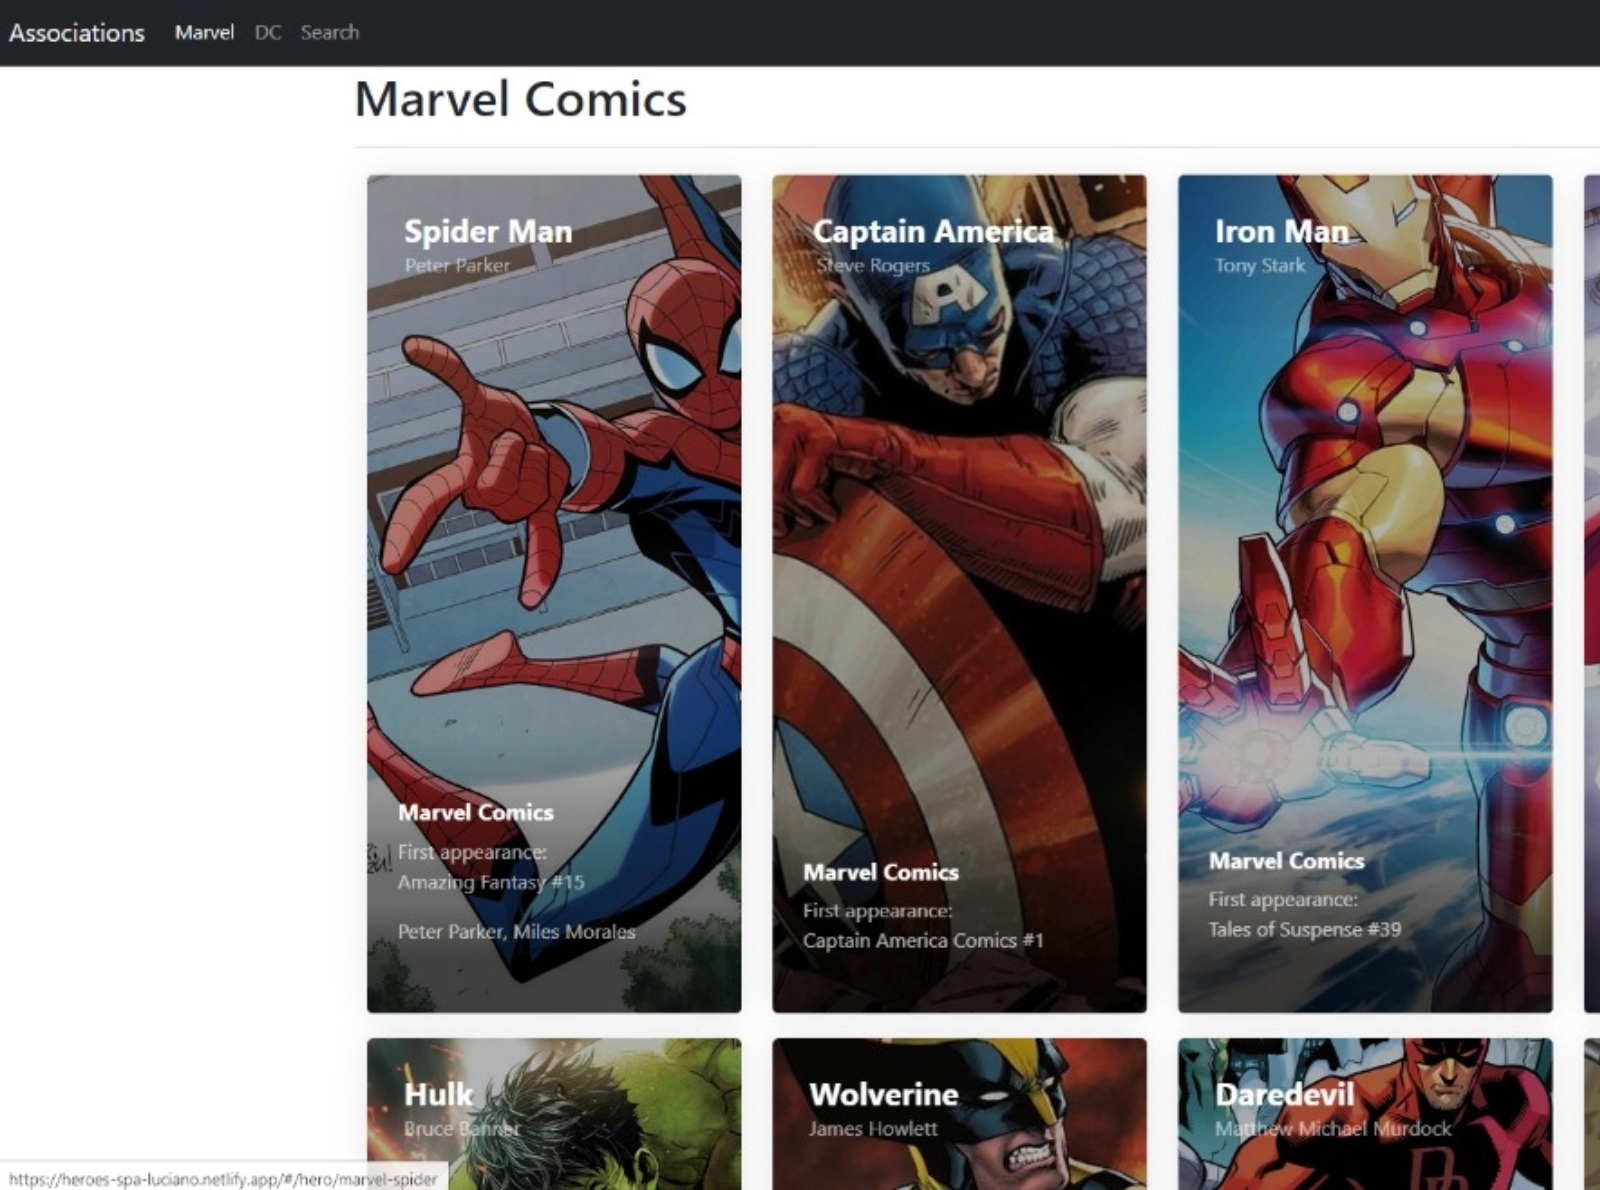 Associations Marvel DC Search
Marvel Comics
Spider Man
Peter Parker
Marvel Comics
First appearance:
Amazing Fantasy #15
Peter Parker, Miles Morales
Captain America
Steve Rogers
A
Marvel Comics
First appearance:
Captain America Comics #1
Iron Man
Tony Stark
Marvel Comics
First appearance:
Tales of Suspense #39
Hulk
Bruce Banner
Wolverine
James Howlett
Daredevil
Matthew Michael Murdock
DD
https://heroes-spa-luciano.netlify.app/#/hero/marvel-spider